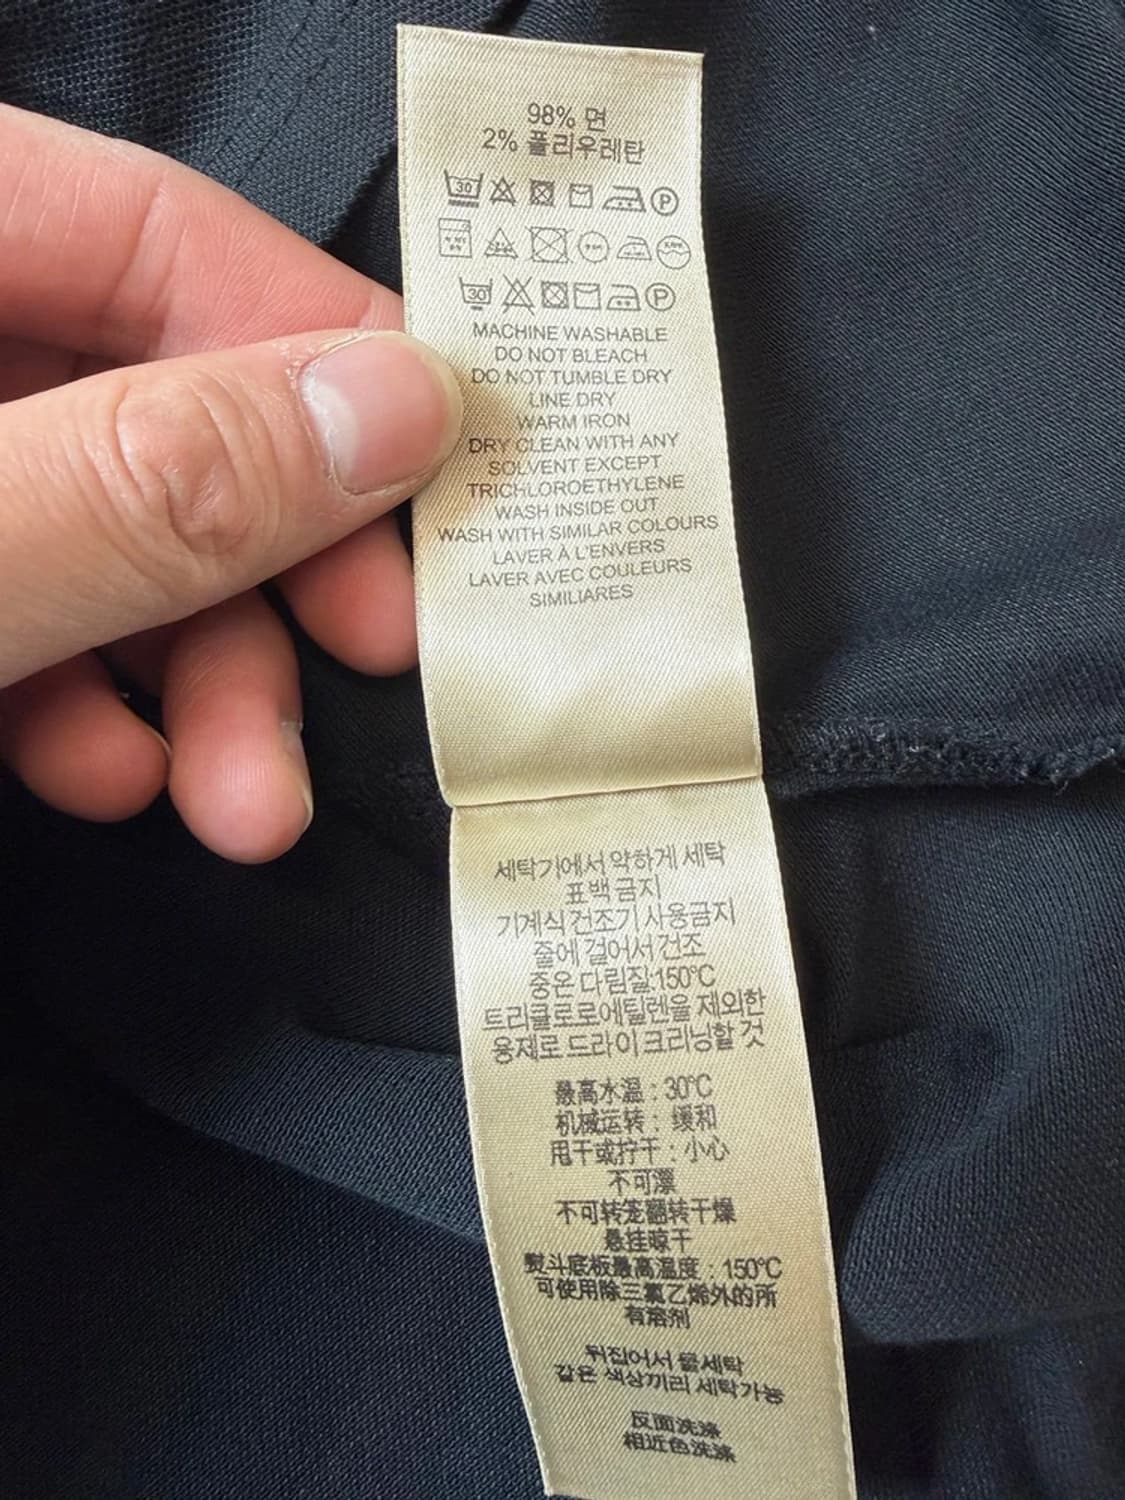 98% 면
2% 폴리우레탄
30 P
30 P
MACHINE WASHABLE
DO NOT BLEACH
DO NOT TUMBLE DRY
LINE DRY
WARM IRON
DRY CLEAN WITH ANY
SOLVENT EXCEPT
TRICHLOROETHYLENE
WASH INSIDE OUT
WASH WITH SIMILAR COLOURS
LAVER À L'ENVERS
LAVER AVEC COULEURS
SIMILIARES
세탁기에서 약하게 세탁
표백 금지
기계식 건조기 사용금지
줄에 걸어서 건조
중온 다림질:150°C
트리클로로에틸렌을 제외한
용제로 드라이 크리닝할 것
最高水温 : 30°C
机械运转 : 缓和
甩干或拧干 : 小心
不可漂
不可转笼翻转干燥
悬挂晾干
熨斗底板最高温度 : 150°C
可使用除三氯乙烯外的所
有溶剂
뒤집어서 물세탁
같은 색상끼리 세탁가능
反面洗涤
相近色洗涤